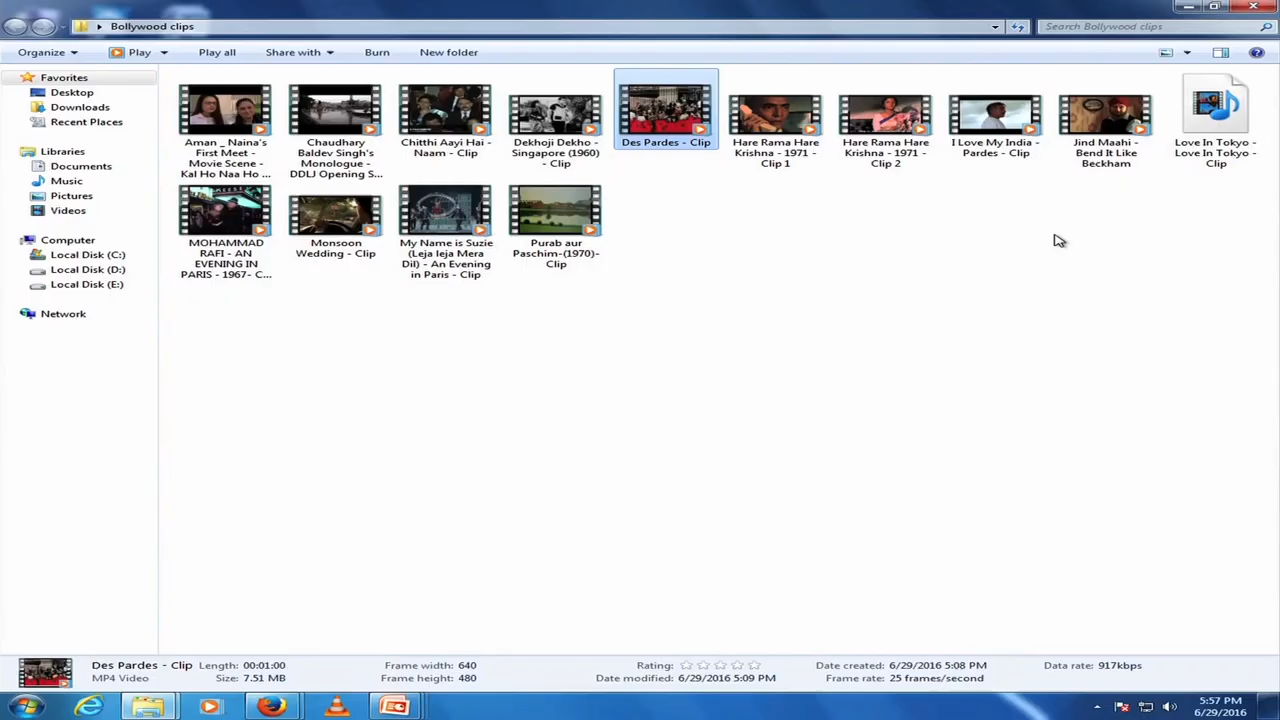 Bollywood clips
Search Bollywood clips
Organize
Play
Play all
Share with
Burn
New folder
Favorites
Desktop
Downloads
Recent Places
Libraries
Documents
Music
Pictures
Videos
Computer
Local Disk (C:)
Local Disk (D:)
Local Disk (E:)
Network
Aman _ Naina's
First Meet -
Movie Scene -
Kal Ho Naa Ho ...
Chaudhary
Baldev Singh's
Monologue -
DDLJ Opening S...
Chitthi Aayi Hai -
Naam - Clip
Dekhoji Dekho -
Singapore (1960)
- Clip
Des Pardes - Clip
Hare Rama Hare
Krishna - 1971 -
Clip 1
Hare Rama Hare
Krishna - 1971 -
Clip 2
I Love My India -
Pardes - Clip
Jind Maahi -
Bend It Like
Beckham
Love In Tokyo -
Love In Tokyo -
Clip
MOHAMMAD
RAFI - AN
EVENING IN
PARIS - 1967- C...
Monsoon
Wedding - Clip
My Name is Suzie
(Leja leja Mera
Dil) - An Evening
in Paris - Clip
Purab aur
Paschim-(1970)-
Clip
Des Pardes - Clip
MP4 Video
Length: 00:01:00
Size: 7.51 MB
Frame width: 640
Frame height: 480
Rating:
Date modified: 6/29/2016 5:09 PM
Date created: 6/29/2016 5:08 PM
Frame rate: 25 frames/second
Data rate: 917kbps
5:57 PM
6/29/2016